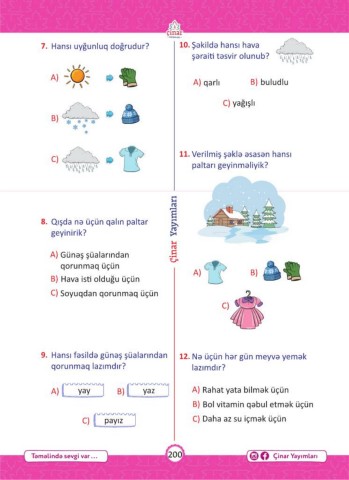 Çinar
7. Hansı uyğunluq doğrudur?
A)
B)
C)
8. Qışda nə üçün qalın paltar
geyinirik?
A) Günəş şüalarından
qorunmaq üçün
B) Hava isti olduğu üçün
C) Soyuqdan qorunmaq üçün
9. Hansı fəsildə günəş şüalarından
qorunmaq lazımdır?
A) yay B) yaz
C) payız
Çinar Yayımları
10. Şəkildə hansı hava
şəraiti təsvir olunub?
A) qarlı B) buludlu
C) yağışlı
11. Verilmiş şəklə əsasən hansı
paltarı geyinməliyik?
A) B)
C)
12. Nə üçün hər gün meyvə yemək
lazımdır?
A) Rahat yata bilmək üçün
B) Bol vitamin qəbul etmək üçün
C) Daha az su içmək üçün
Təməlində sevgi var ...
200
Çinar Yayımları